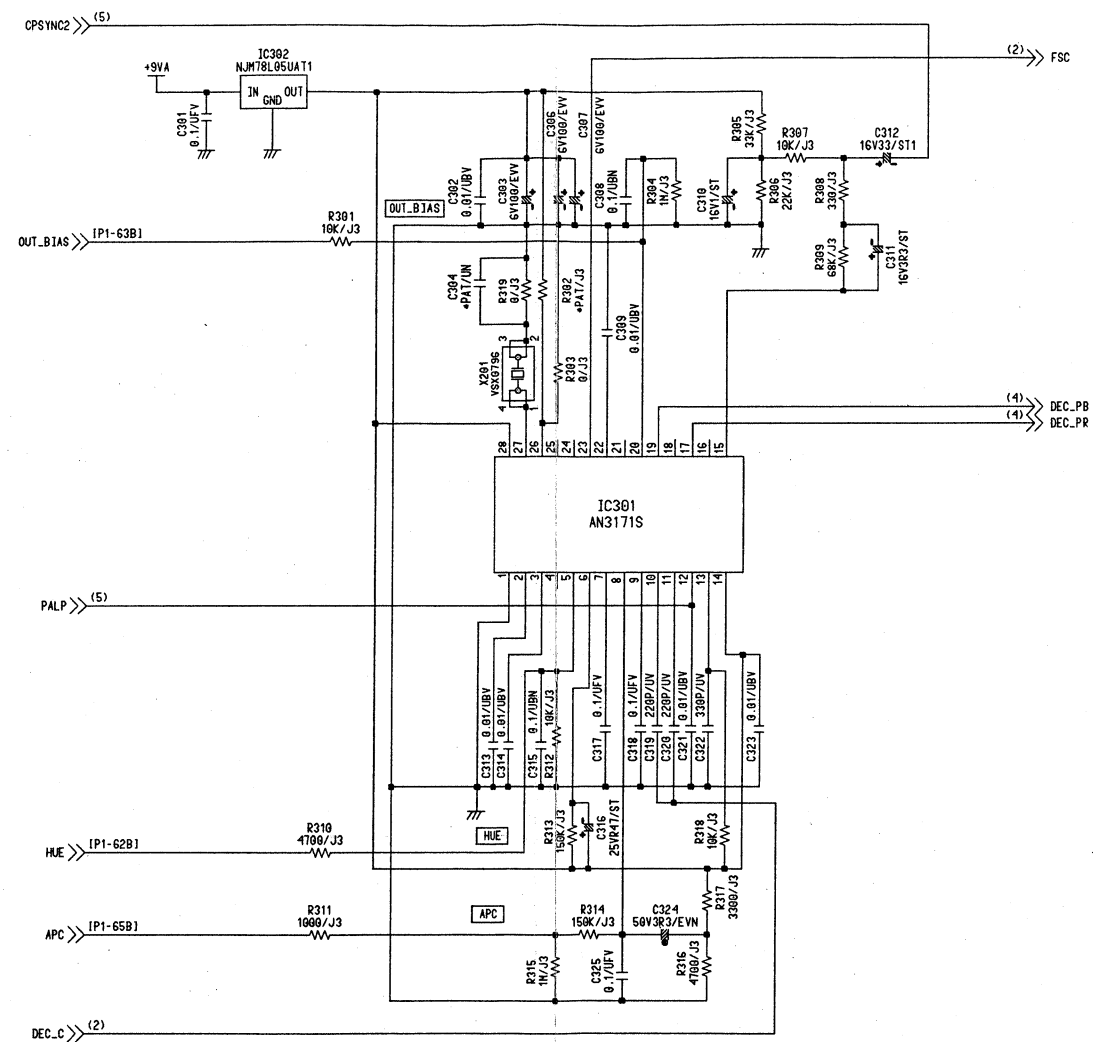 CPSYNC2 (5)
(2) FSC
IC302
NJM78L05UAT1
+9VA
IN OUT
GND
C301
0.1/UFV
C306
6V100/EVV
C307
6V100/EVV
R305
33K/J3
R307
10K/J3
C312
16V33/ST1
OUT_BIAS
C302
0.01/UBV
C303
6V100/EVV
C308
0.1/UBN
R304
1M/J3
C310
16V1/ST
R306
22K/J3
R308
330/J3
OUT_BIAS [P1-63B]
R301
10K/J3
C304
*PAT/UN
R319
0/J3
R302
*PAT/J3
C309
0.01/UBV
R309
68K/J3
C311
16V3R3/ST
X201
VSX0796
3 2
4 1
R303
0/J3
(4) DEC_PB
(4) DEC_PR
28 27 26 25 24 23 22 21 20 19 18 17 16 15
IC301
AN3171S
1 2 3 4 5 6 7 8 9 10 11 12 13 14
PALP (5)
C313 0.01/UBV
C314 0.01/UBV
C315 0.1/UBN
R312 10K/J3
C317 0.1/UFV
C318 0.1/UFV
C319 220P/UV
C320 220P/UV
C321 0.01/UBV
C322 330P/UV
C323 0.01/UBV
HUE [P1-62B]
R310
4700/J3
HUE
R313
150K/J3
C316
25VR47/ST
R318
10K/J3
R317
3300/J3
APC [P1-65B]
R311
1000/J3
APC
R314
150K/J3
C324
50V3R3/EVN
R315
1M/J3
C325
0.1/UFV
R316
4700/J3
DEC_C (2)